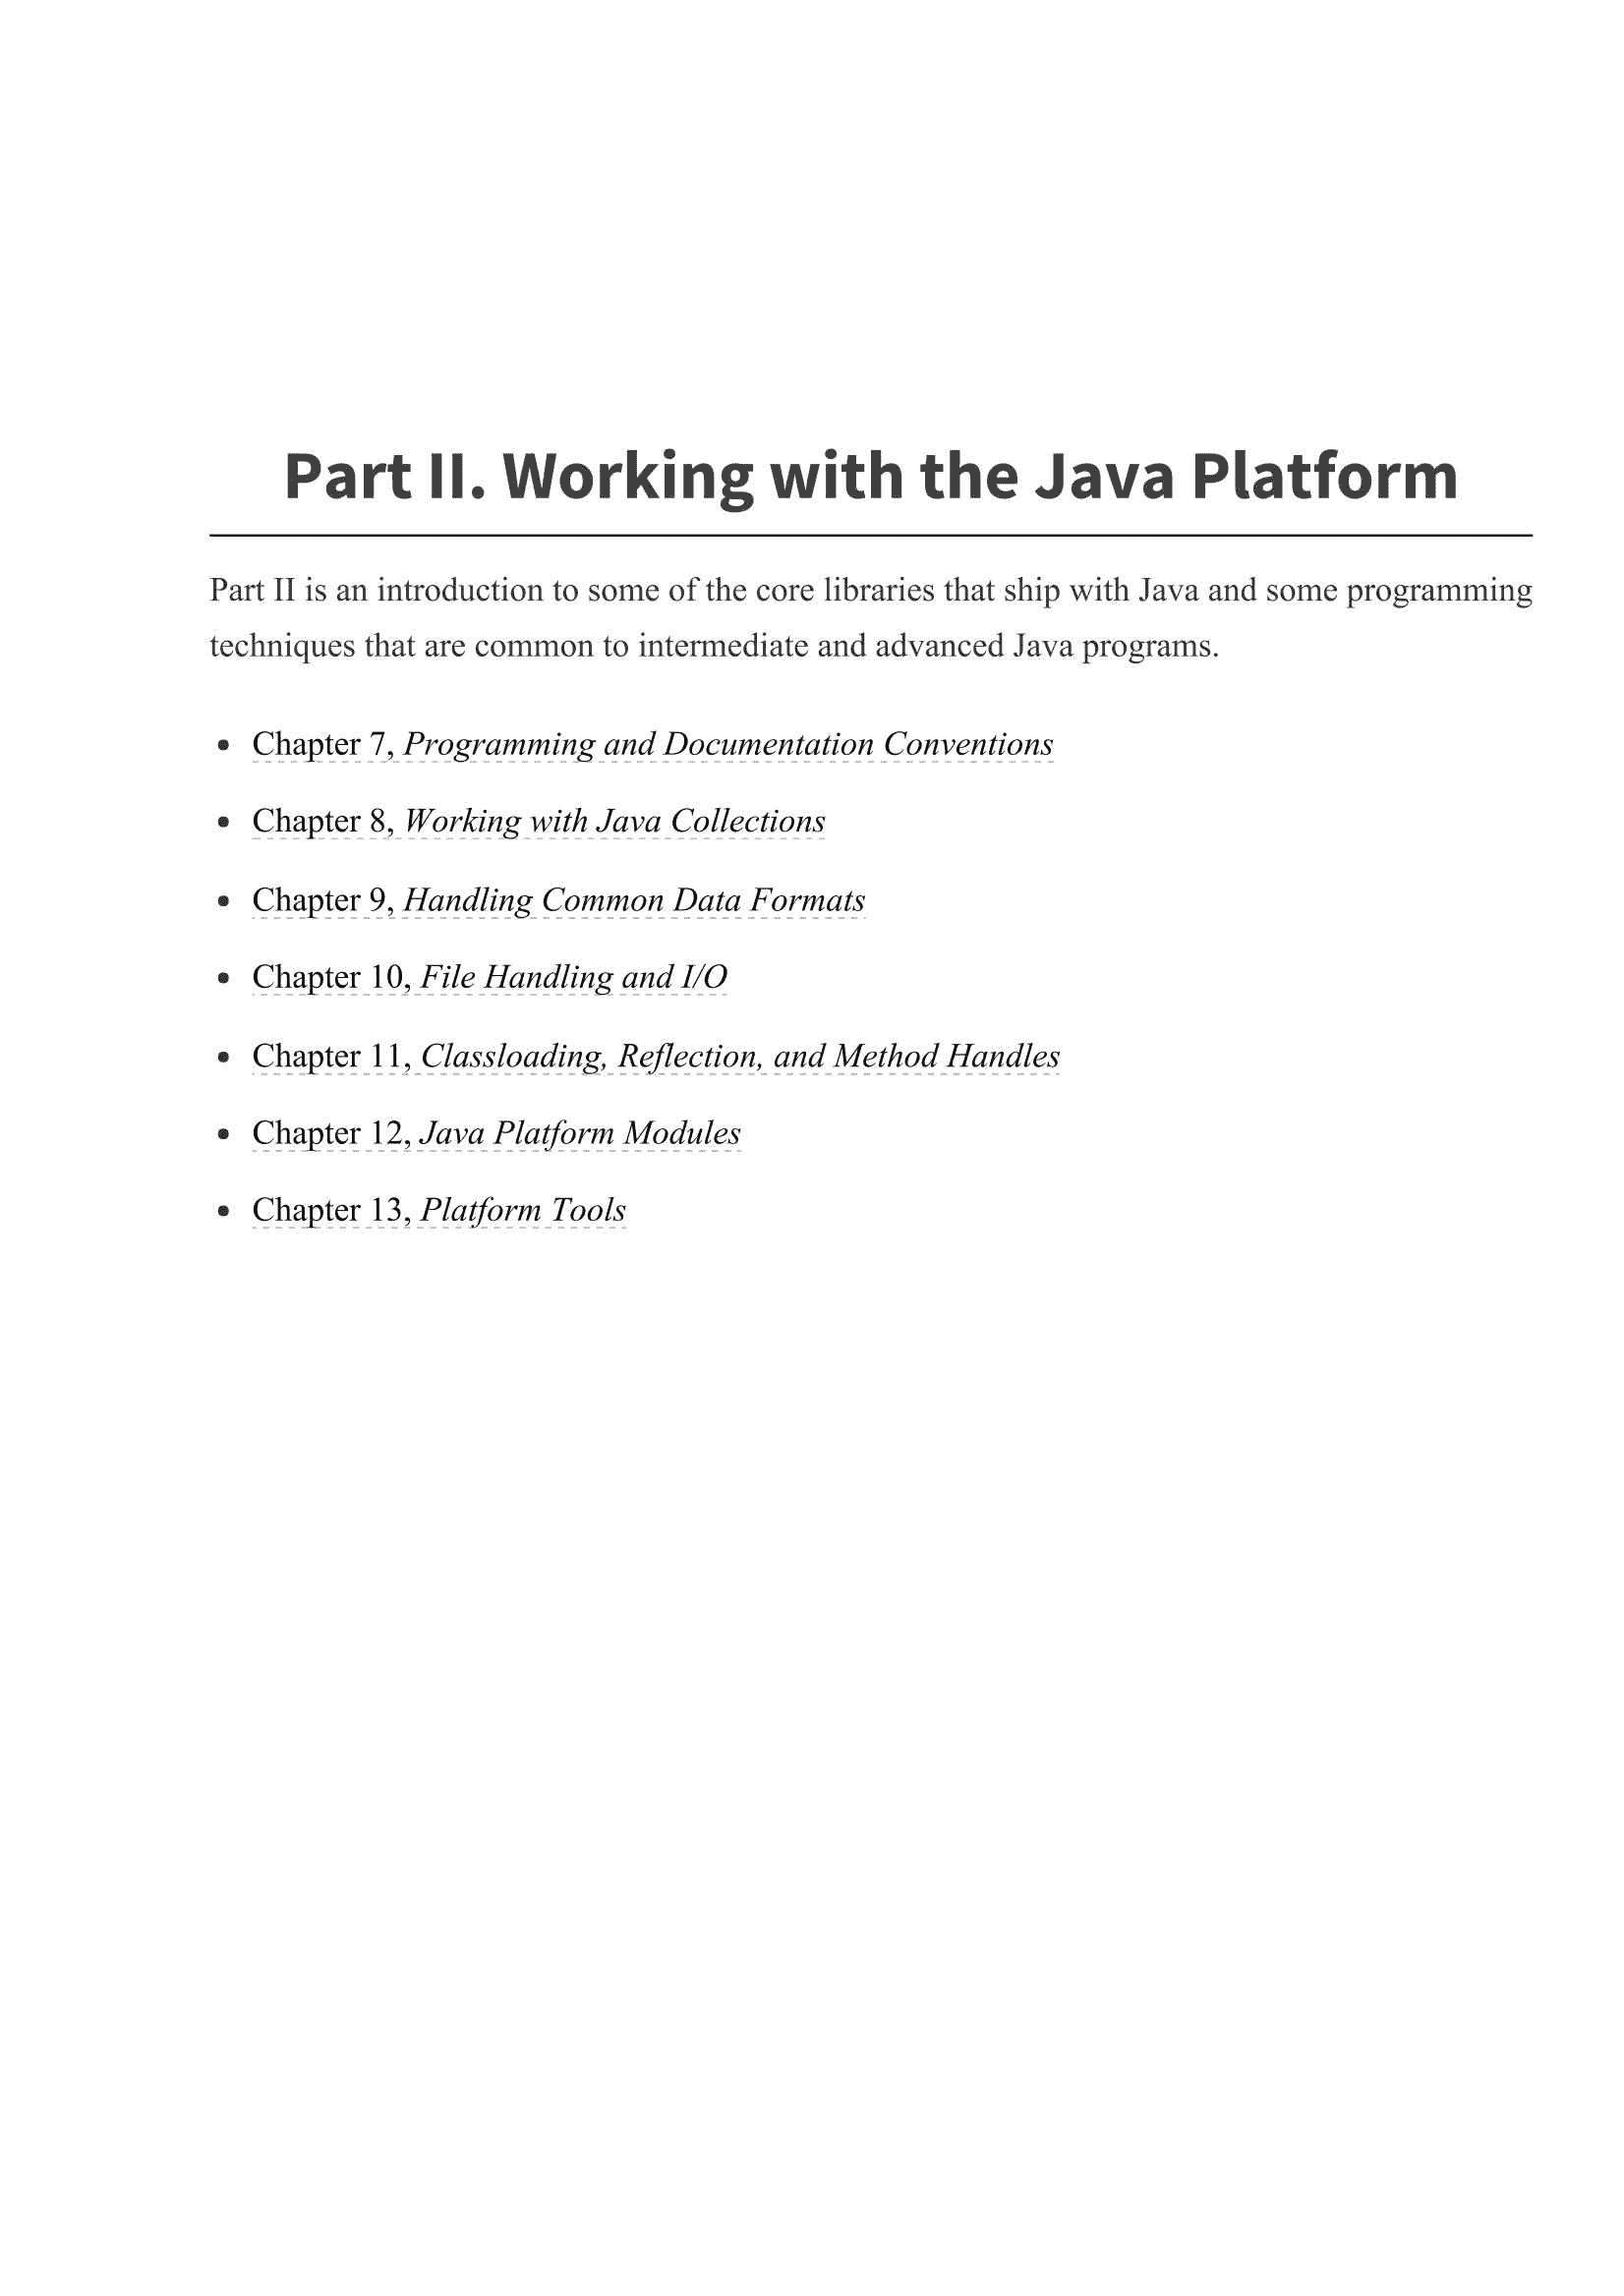 Part II. Working with the Java Platform
Part II is an introduction to some of the core libraries that ship with Java and some programming
techniques that are common to intermediate and advanced Java programs.
• Chapter 7, Programming and Documentation Conventions
• Chapter 8, Working with Java Collections
• Chapter 9, Handling Common Data Formats
• Chapter 10, File Handling and I/O
• Chapter 11, Classloading, Reflection, and Method Handles
• Chapter 12, Java Platform Modules
• Chapter 13, Platform Tools